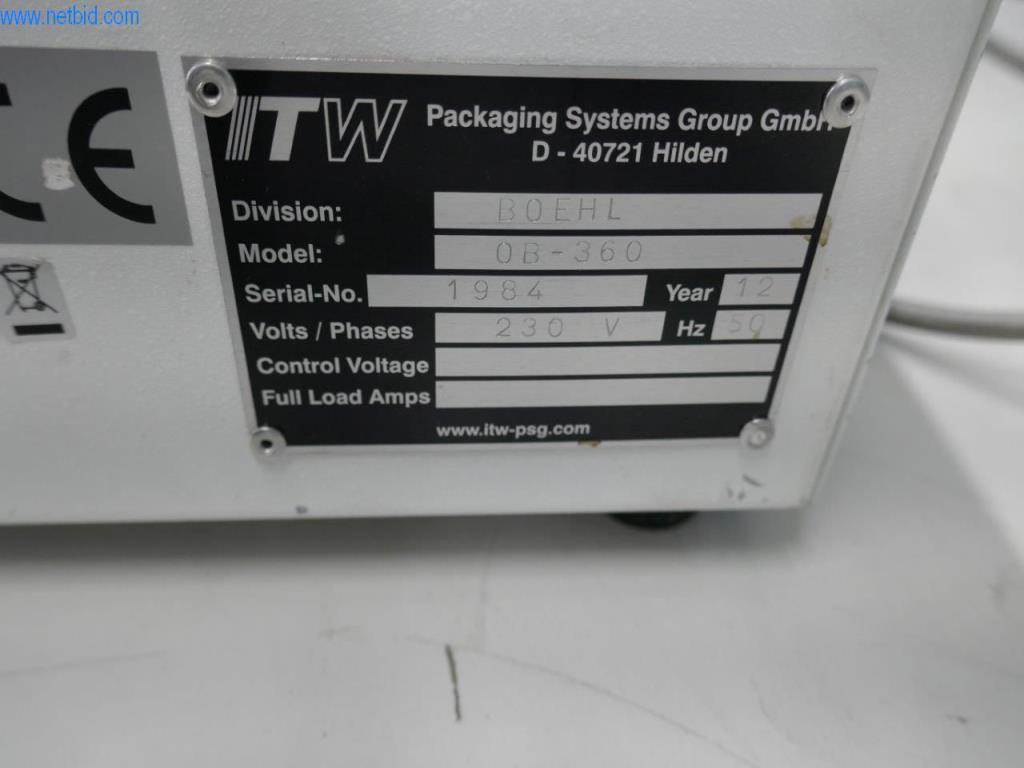 www.netbid.com
CE
ITW
Packaging Systems Group GmbH
D - 40721 Hilden
Division: BOEHL
Model: OB-360
Serial-No. 1984 Year 12
Volts / Phases 230 V Hz 50
Control Voltage
Full Load Amps
www.itw-psg.com